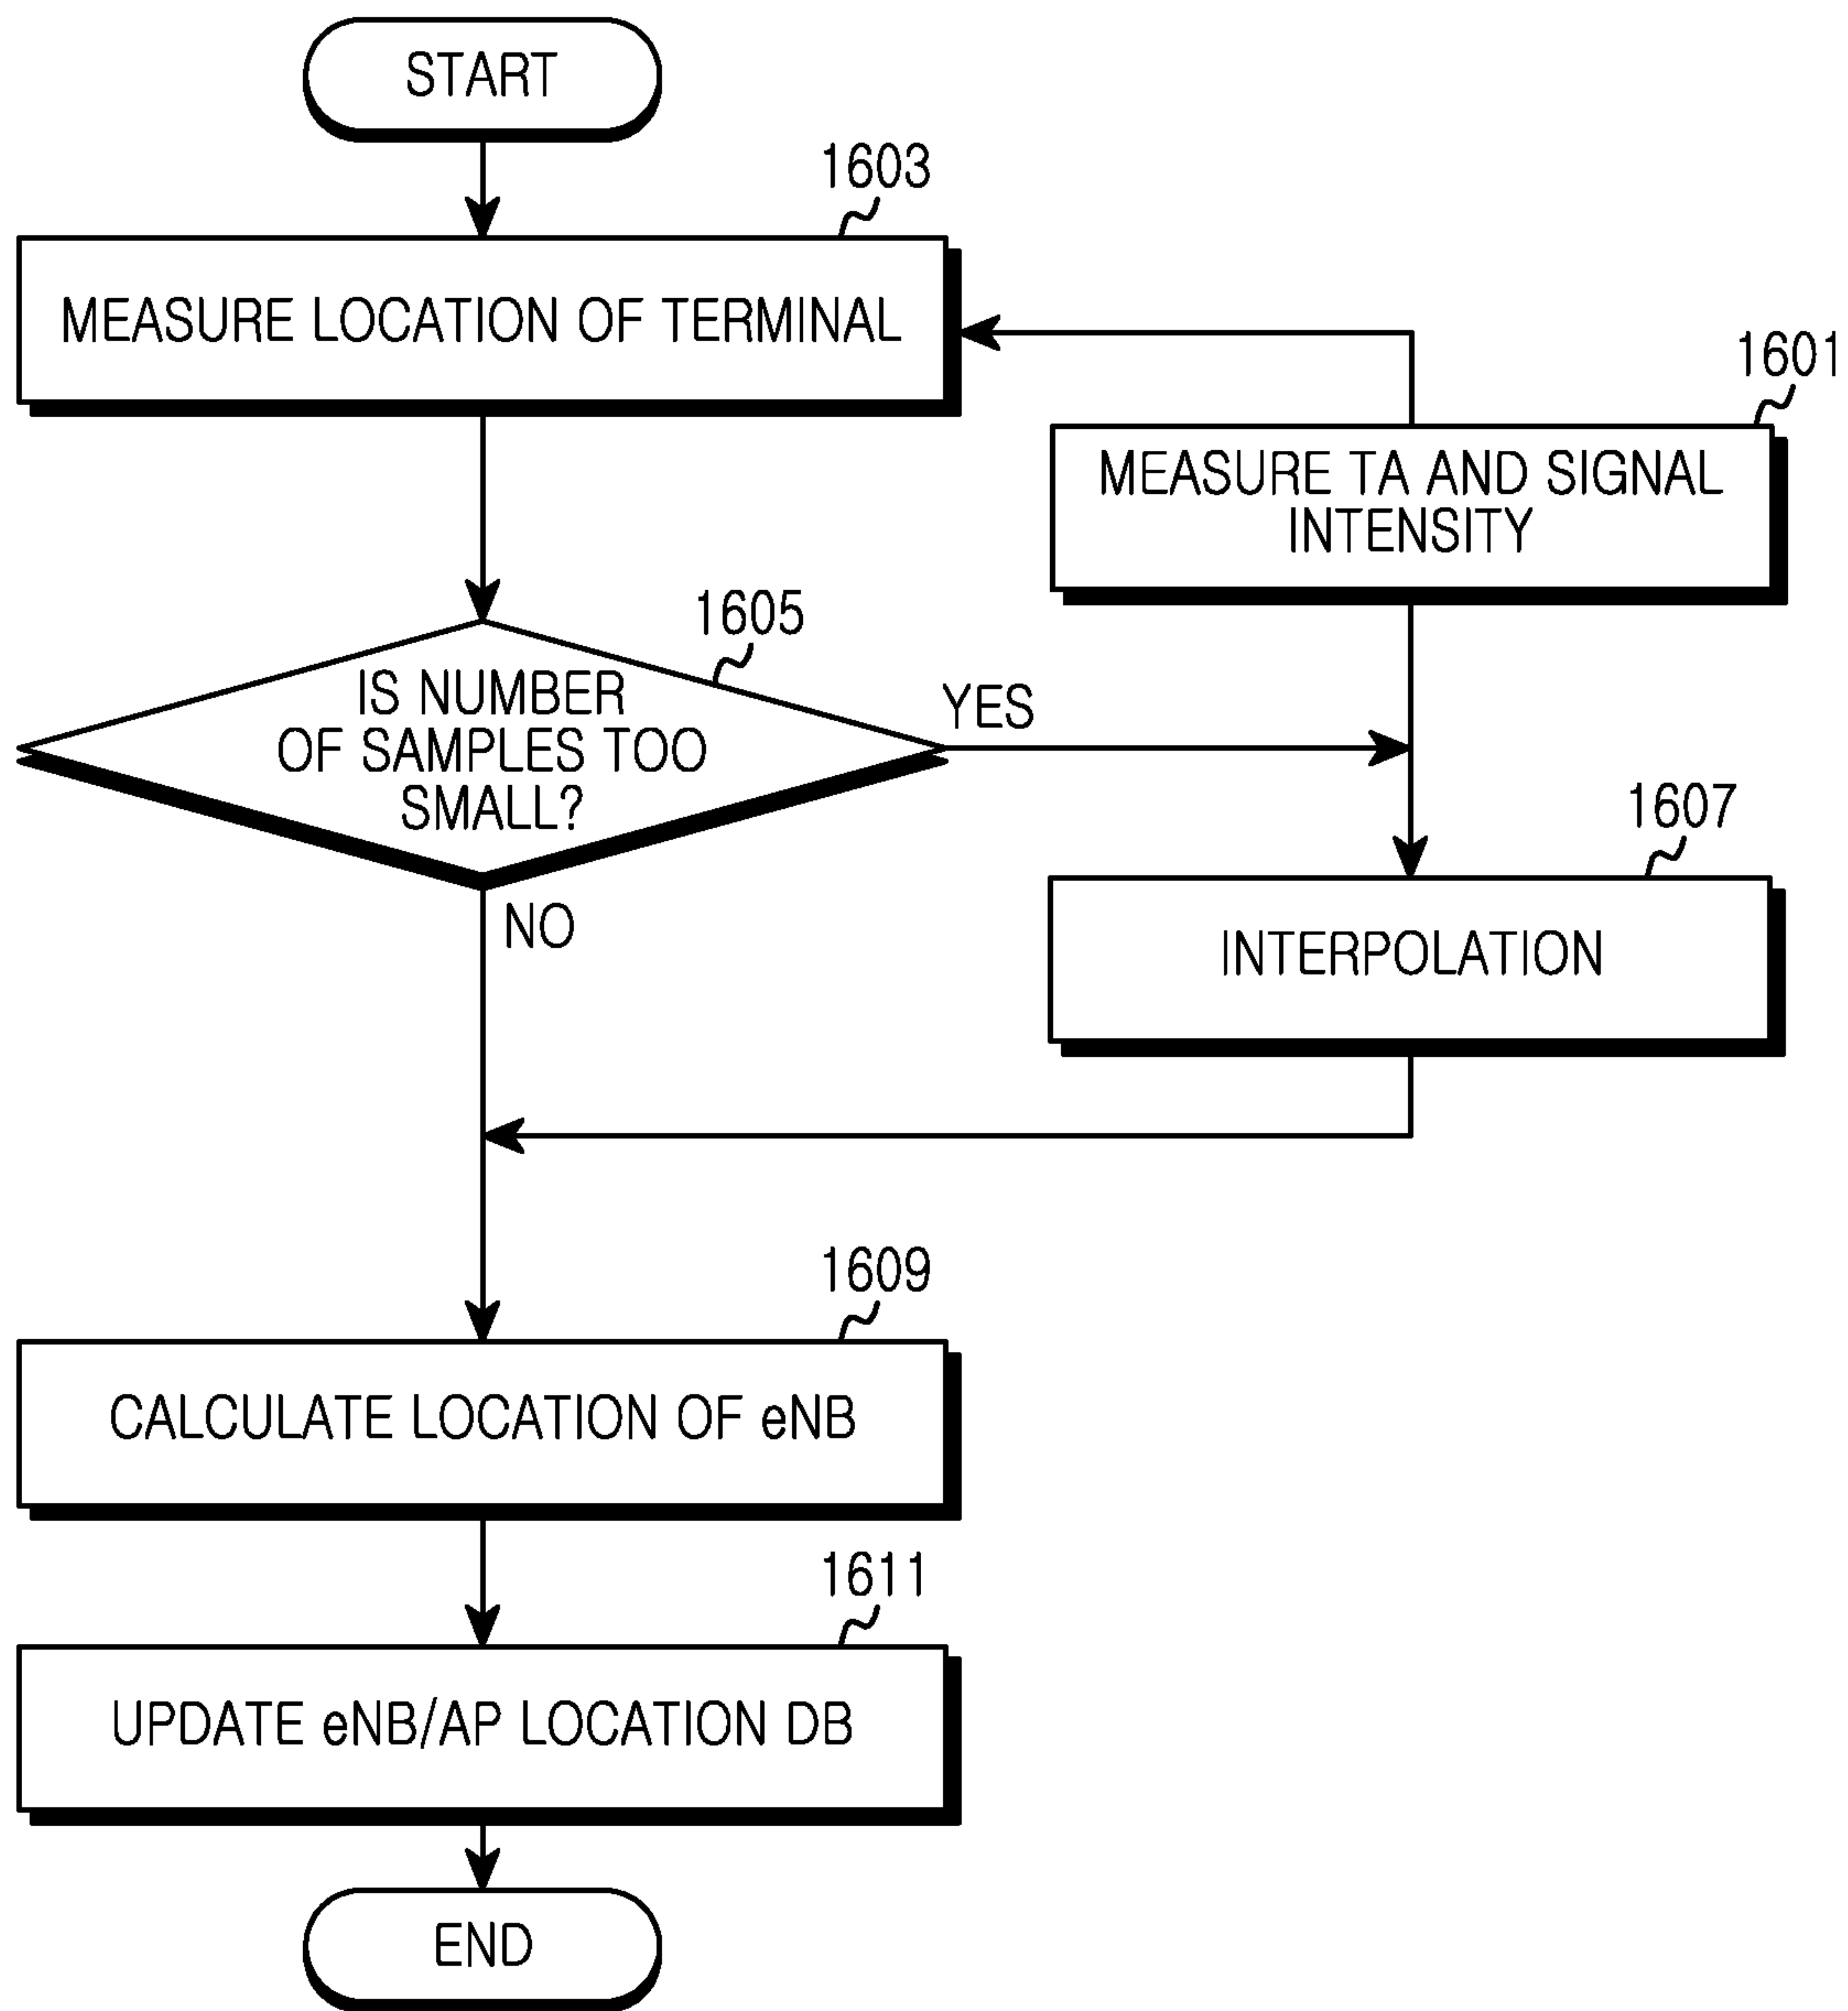 START
1603
MEASURE LOCATION OF TERMINAL
1601
MEASURE TA AND SIGNAL
INTENSITY
1605
IS NUMBER
OF SAMPLES TOO
SMALL?
YES
NO
1607
INTERPOLATION
1609
CALCULATE LOCATION OF eNB
1611
UPDATE eNB/AP LOCATION DB
END